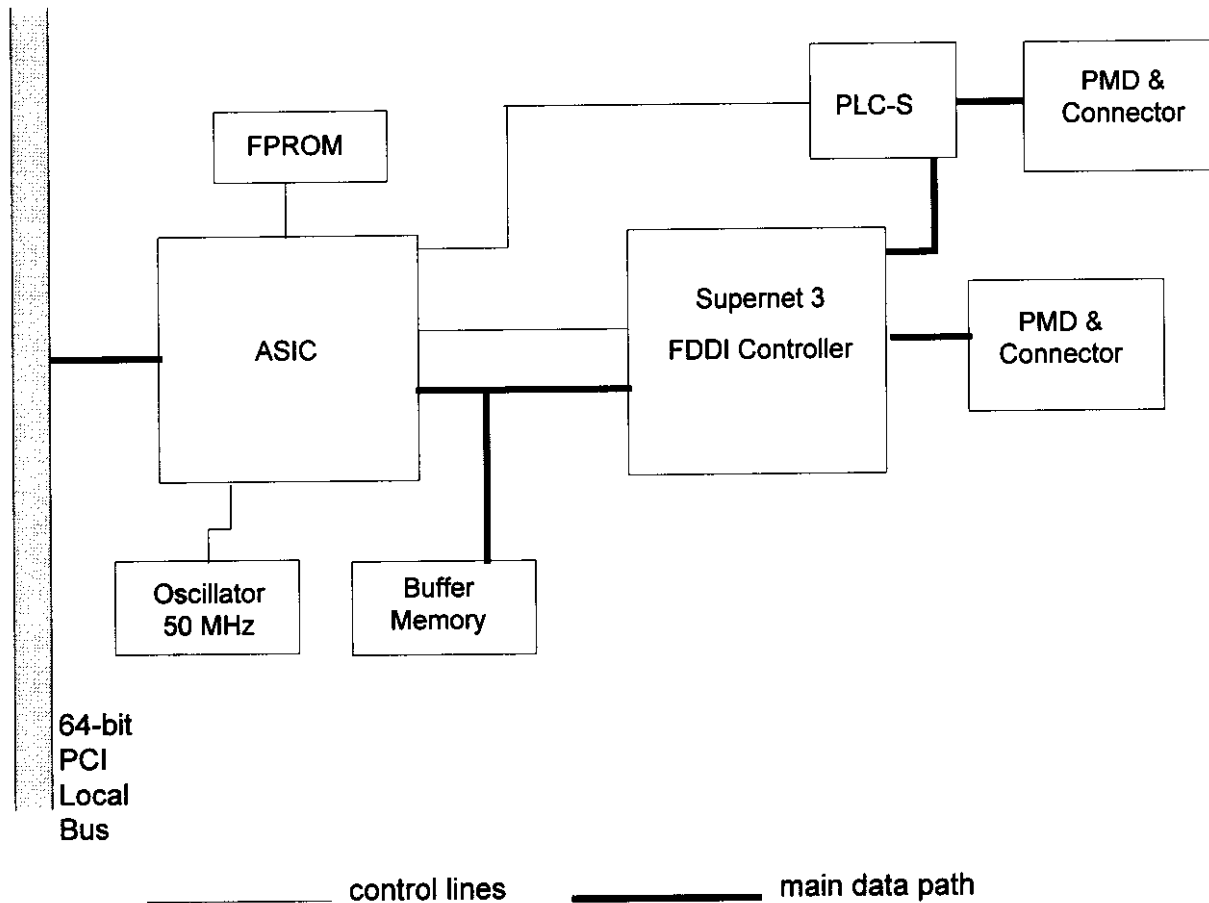 PMD &
Connector
PLC-S
FPROM
Supernet 3
FDDI Controller
PMD &
Connector
ASIC
Oscillator
50 MHz
Buffer
Memory
64-bit
PCI
Local
Bus
control lines
main data path